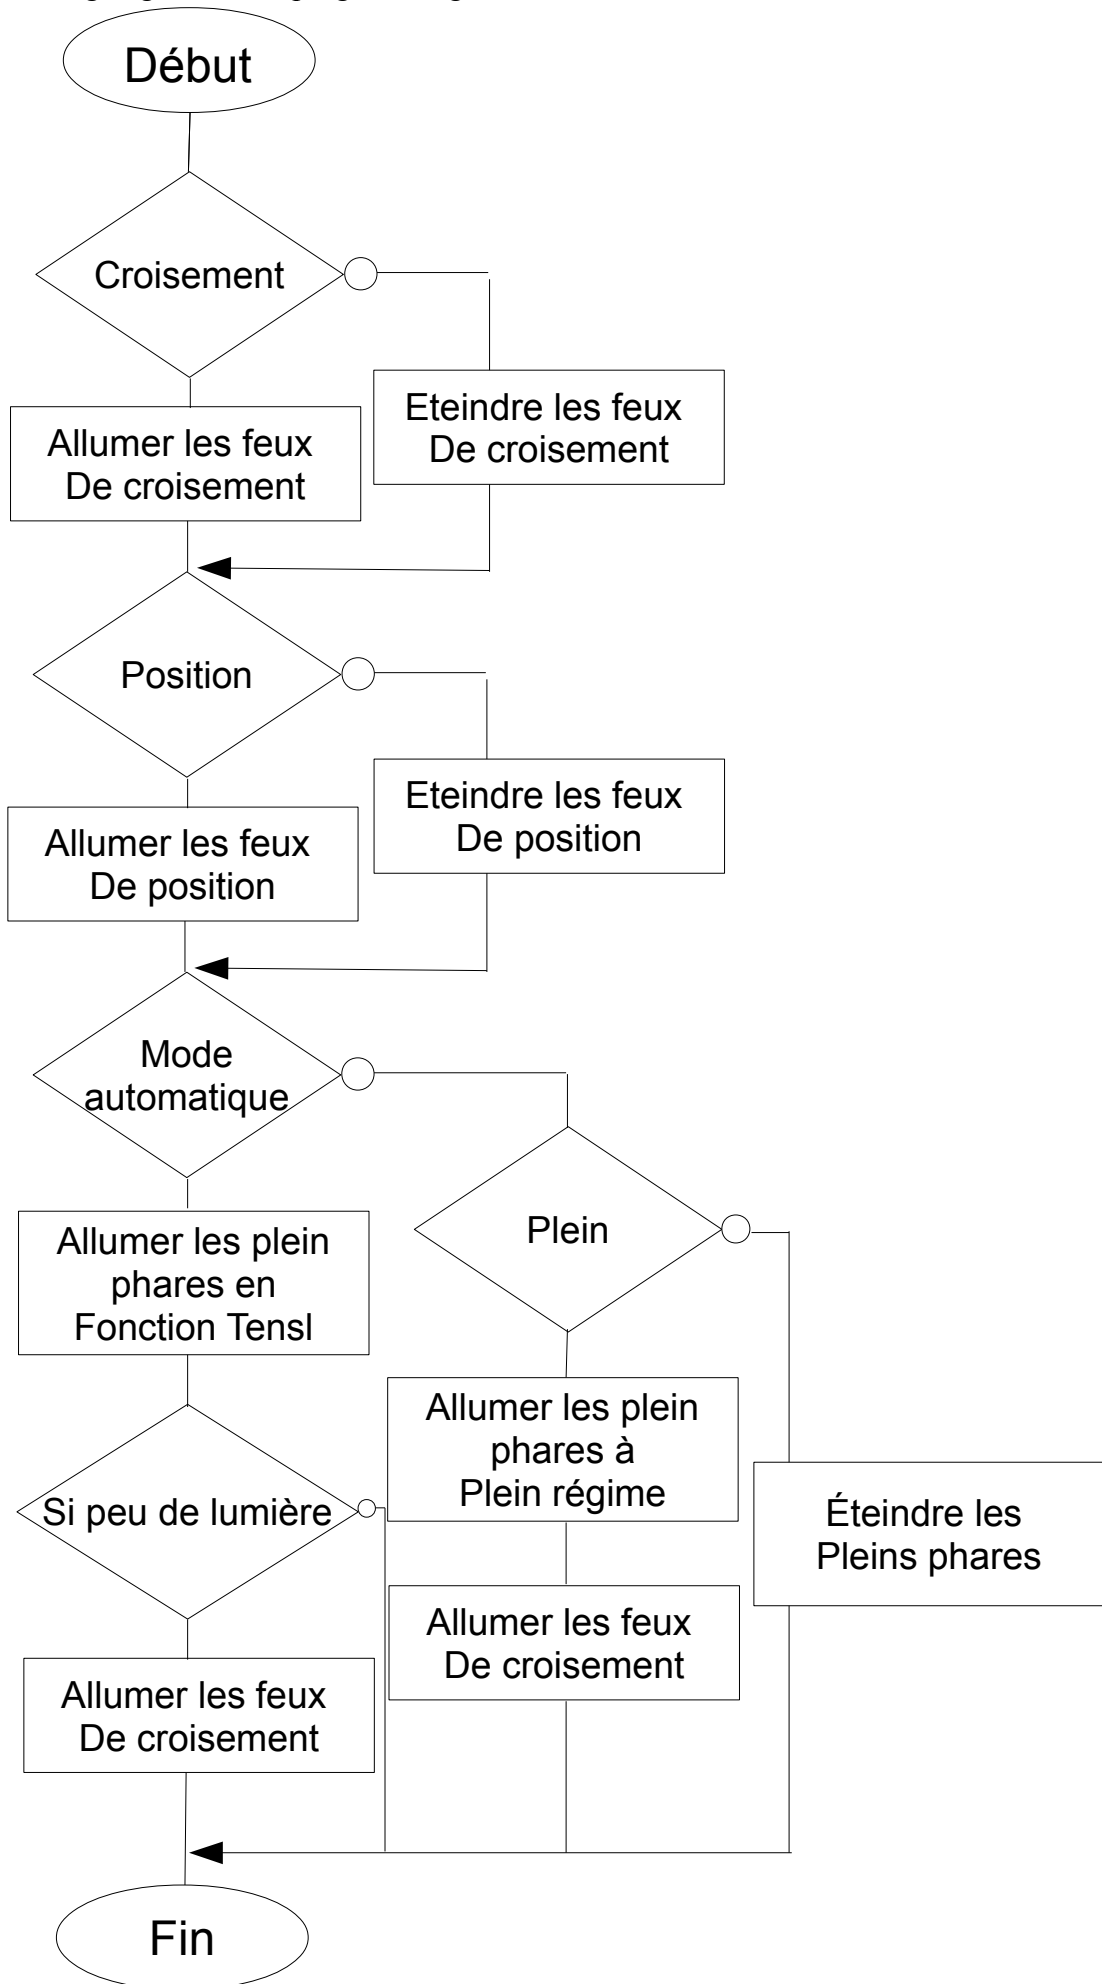 Début
Croisement
Eteindre les feux
De croisement
Allumer les feux
De croisement
Position
Eteindre les feux
De position
Allumer les feux
De position
Mode
automatique
Plein
Allumer les plein
phares en
Fonction Tensl
Allumer les plein
phares à
Plein régime
Si peu de lumière
Éteindre les
Pleins phares
Allumer les feux
De croisement
Allumer les feux
De croisement
Fin